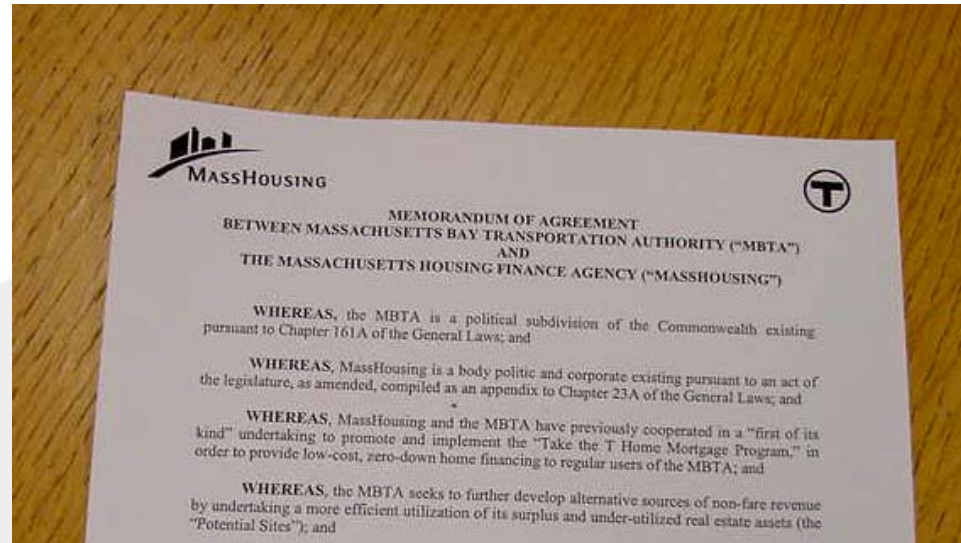 MASSHOUSING
T
MEMORANDUM OF AGREEMENT
BETWEEN MASSACHUSETTS BAY TRANSPORTATION AUTHORITY (“MBTA”)
AND
THE MASSACHUSETTS HOUSING FINANCE AGENCY (“MASSHOUSING”)
WHEREAS, the MBTA is a political subdivision of the Commonwealth existing
pursuant to Chapter 161A of the General Laws; and
WHEREAS, MassHousing is a body politic and corporate existing pursuant to an act of
the legislature, as amended, compiled as an appendix to Chapter 23A of the General Laws; and
WHEREAS, MassHousing and the MBTA have previously cooperated in a “first of its
kind” undertaking to promote and implement the “Take the T Home Mortgage Program,” in
order to provide low-cost, zero-down home financing to regular users of the MBTA; and
WHEREAS, the MBTA seeks to further develop alternative sources of non-fare revenue
by undertaking a more efficient utilization of its surplus and under-utilized real estate assets (the
“Potential Sites”); and